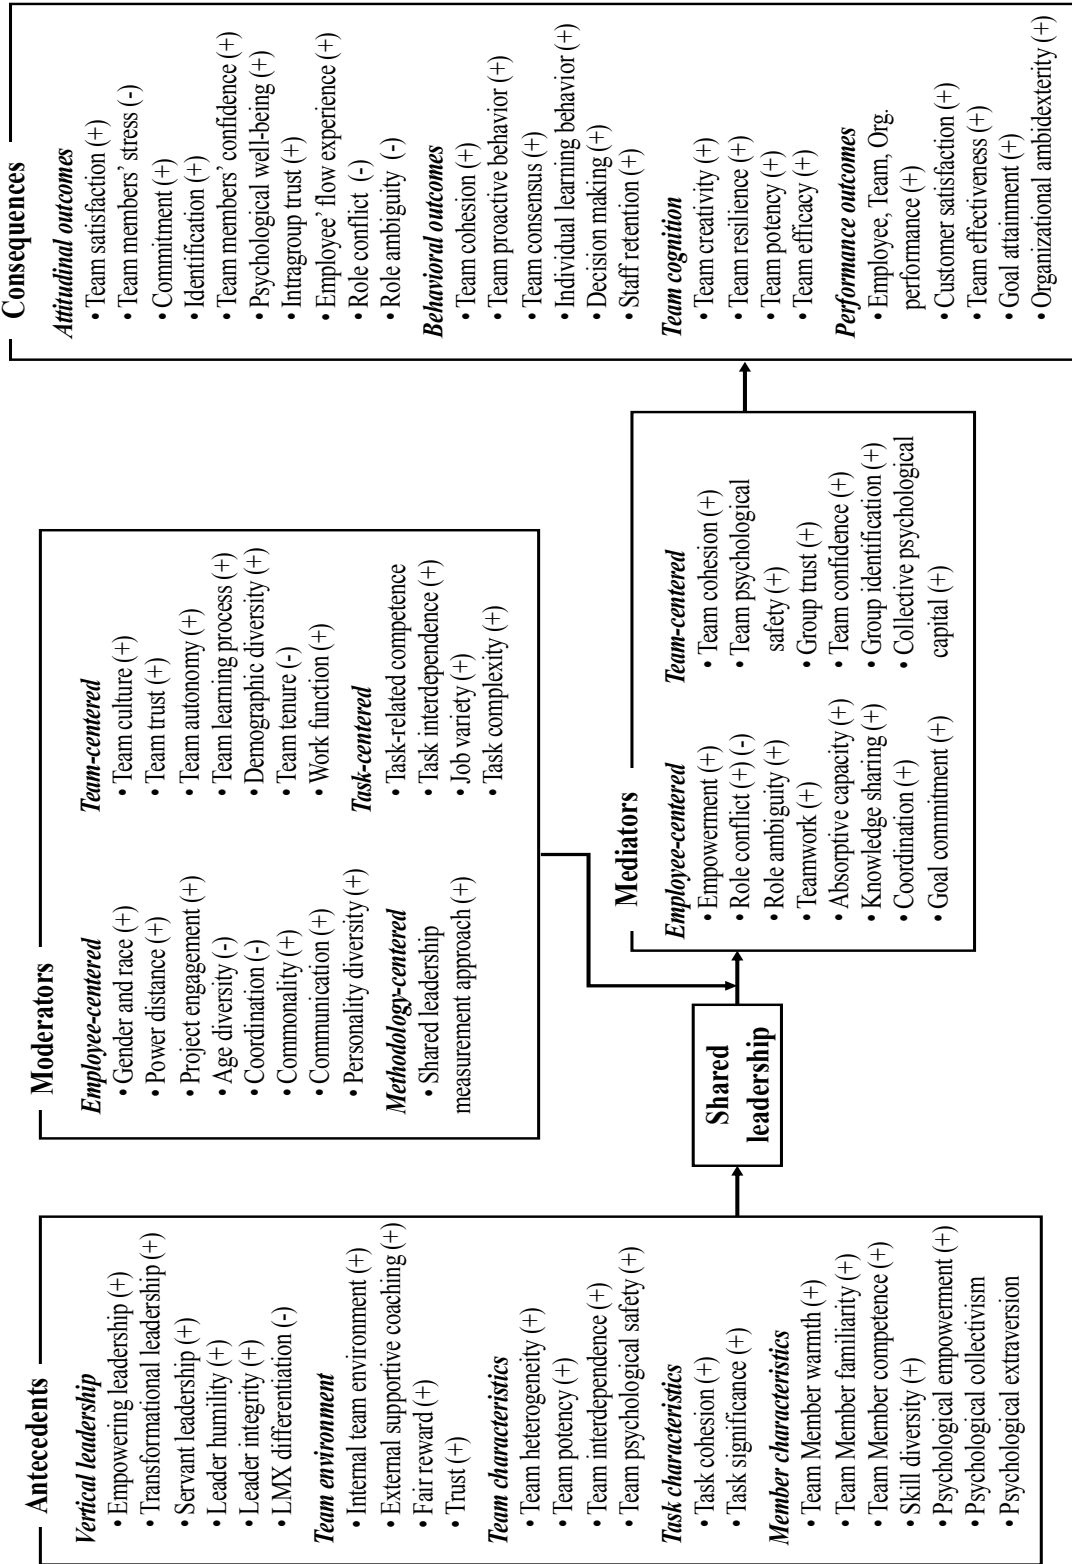 Antecedents
Vertical leadership
• Empowering leadership (+)
• Transformational leadership (+)
• Servant leadership (+)
• Leader humility (+)
• Leader integrity (+)
• LMX differentiation (-)
Team environment
• Internal team environment (+)
• External supportive coaching (+)
• Fair reward (+)
• Trust (+)
Team characteristics
• Team heterogeneity (+)
• Team potency (+)
• Team interdependence (+)
• Team psychological safety (+)
Task characteristics
• Task cohesion (+)
• Task significance (+)
Member characteristics
• Team Member warmth (+)
• Team Member familiarity (+)
• Team Member competence (+)
• Skill diversity (+)
• Psychological empowerment (+)
• Psychological collectivism
• Psychological extraversion
Shared
leadership
Moderators
Employee-centered
• Gender and race (+)
• Power distance (+)
• Project engagement (+)
• Age diversity (-)
• Coordination (-)
• Commonality (+)
• Communication (+)
• Personality diversity (+)
Methodology-centered
• Shared leadership
measurement approach (+)
Team-centered
• Team culture (+)
• Team trust (+)
• Team autonomy (+)
• Team learning process (+)
• Demographic diversity (+)
• Team tenure (-)
• Work function (+)
Task-centered
• Task-related competence
• Task interdependence (+)
• Job variety (+)
• Task complexity (+)
Mediators
Employee-centered
• Empowerment (+)
• Role conflict (+) (-)
• Role ambiguity (+)
• Teamwork (+)
• Absorptive capacity (+)
• Knowledge sharing (+)
• Coordination (+)
• Goal commitment (+)
Team-centered
• Team cohesion (+)
• Team psychological
safety (+)
• Group trust (+)
• Team confidence (+)
• Group identification (+)
• Collective psychological
capital (+)
Consequences
Attitudinal outcomes
• Team satisfaction (+)
• Team members' stress (-)
• Commitment (+)
• Identification (+)
• Team members' confidence (+)
• Psychological well-being (+)
• Intragroup trust (+)
• Employee' flow experience (+)
• Role conflict (-)
• Role ambiguity (-)
Behavioral outcomes
• Team cohesion (+)
• Team proactive behavior (+)
• Team consensus (+)
• Individual learning behavior (+)
• Decision making (+)
• Staff retention (+)
Team cognition
• Team creativity (+)
• Team resilience (+)
• Team potency (+)
• Team efficacy (+)
Performance outcomes
• Employee, Team, Org.
performance (+)
• Customer satisfaction (+)
• Team effectiveness (+)
• Goal attainment (+)
• Organizational ambidexterity (+)